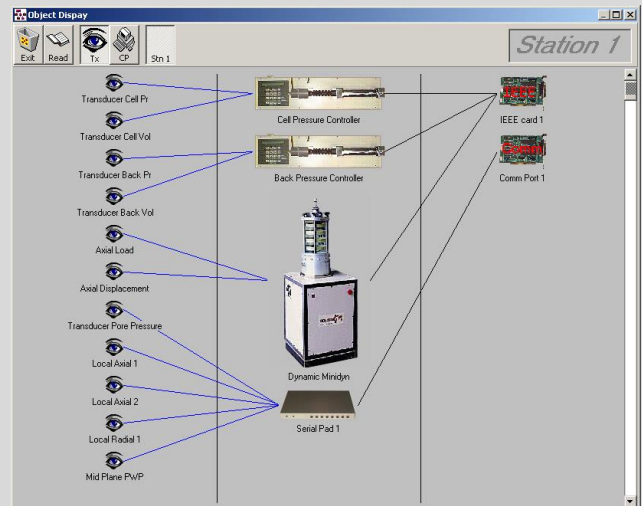 Object Dispay
Exit
Read
Tx
CP
Stn 1
Station 1
Transducer Cell Pr
Transducer Cell Vol
Transducer Back Pr
Transducer Back Vol
Axial Load
Axial Displacement
Transducer Pore Pressure
Local Axial 1
Local Axial 2
Local Radial 1
Mid Plane PWP
Cell Pressure Controller
Back Pressure Controller
Dynamic Minidyn
Serial Pad 1
IEEE
IEEE card 1
Comm
Comm Port 1